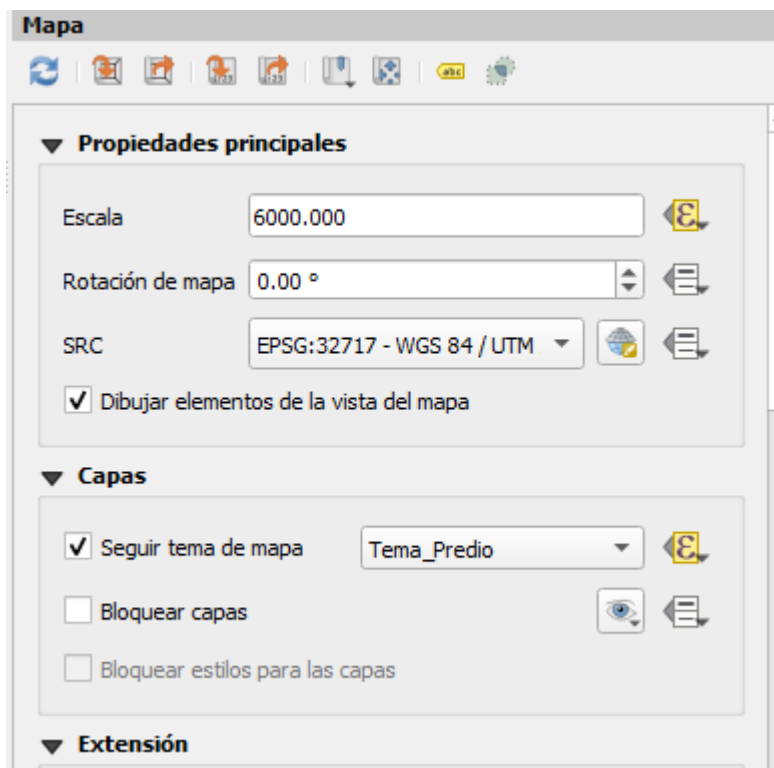 Mapa
abc
Propiedades principales
Escala 6000.000 ε
Rotación de mapa 0.00 °
SRC EPSG:32717 - WGS 84 / UTM
Dibujar elementos de la vista del mapa
Capas
Seguir tema de mapa Tema_Predio ε
Bloquear capas
Bloquear estilos para las capas
Extensión